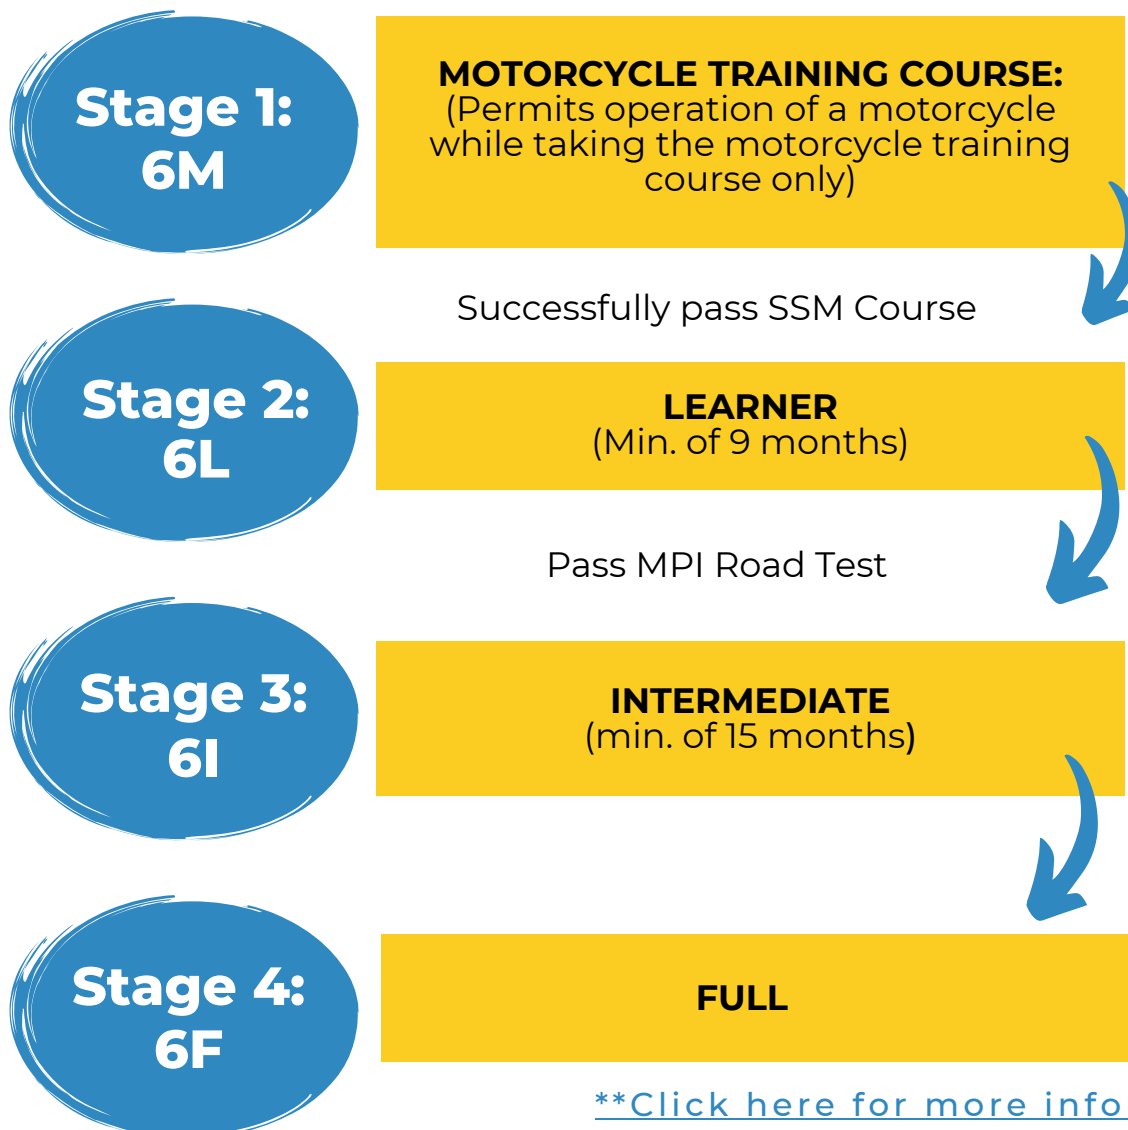 Stage 1:
6M
MOTORCYCLE TRAINING COURSE:
(Permits operation of a motorcycle
while taking the motorcycle training
course only)
Successfully pass SSM Course
Stage 2:
6L
LEARNER
(Min. of 9 months)
Pass MPI Road Test
Stage 3:
6I
INTERMEDIATE
(min. of 15 months)
Stage 4:
6F
FULL
**Click here for more info